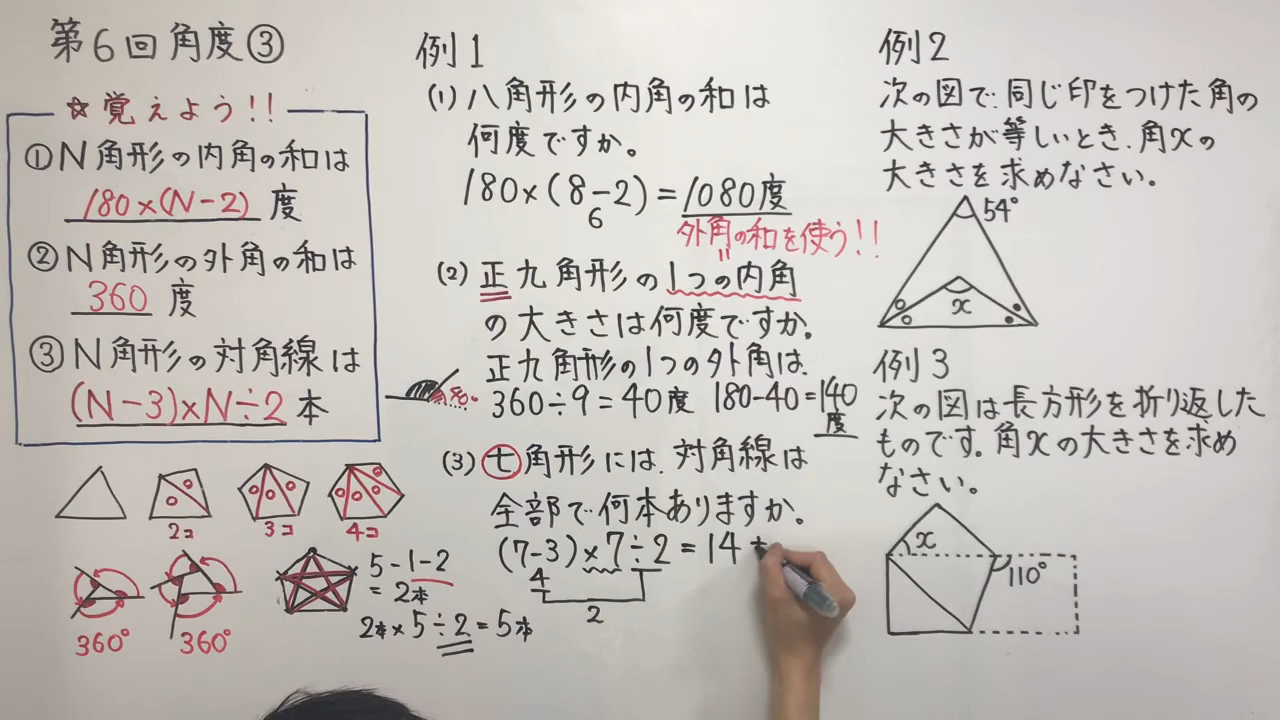 第6回角度③
☆覚えよう!!
①N角形の内角の和は
180×(N-2)度
②N角形の外角の和は
360度
③N角形の対角線は
(N-3)×N÷2本
2コ
3コ
4コ
360°
360°
5-1-2
=2本
2本×5÷2=5本
例1
(1)八角形の内角の和は
何度ですか。
180×(8-2)=1080度
6
外角の和を使う!!
(2)正九角形の1つの内角
の大きさは何度ですか。
正九角形の1つの外角は
360÷9=40度 180-40=140
度
40°
(3)七角形には、対角線は
全部で何本ありますか。
(7-3)×7÷2=14
4
2
例2
次の図で、同じ印をつけた角の
大きさが等しいとき、角xの
大きさを求めなさい。
54°
x
例3
次の図は長方形を折り返した
ものです。角xの大きさを求め
なさい。
x
110°